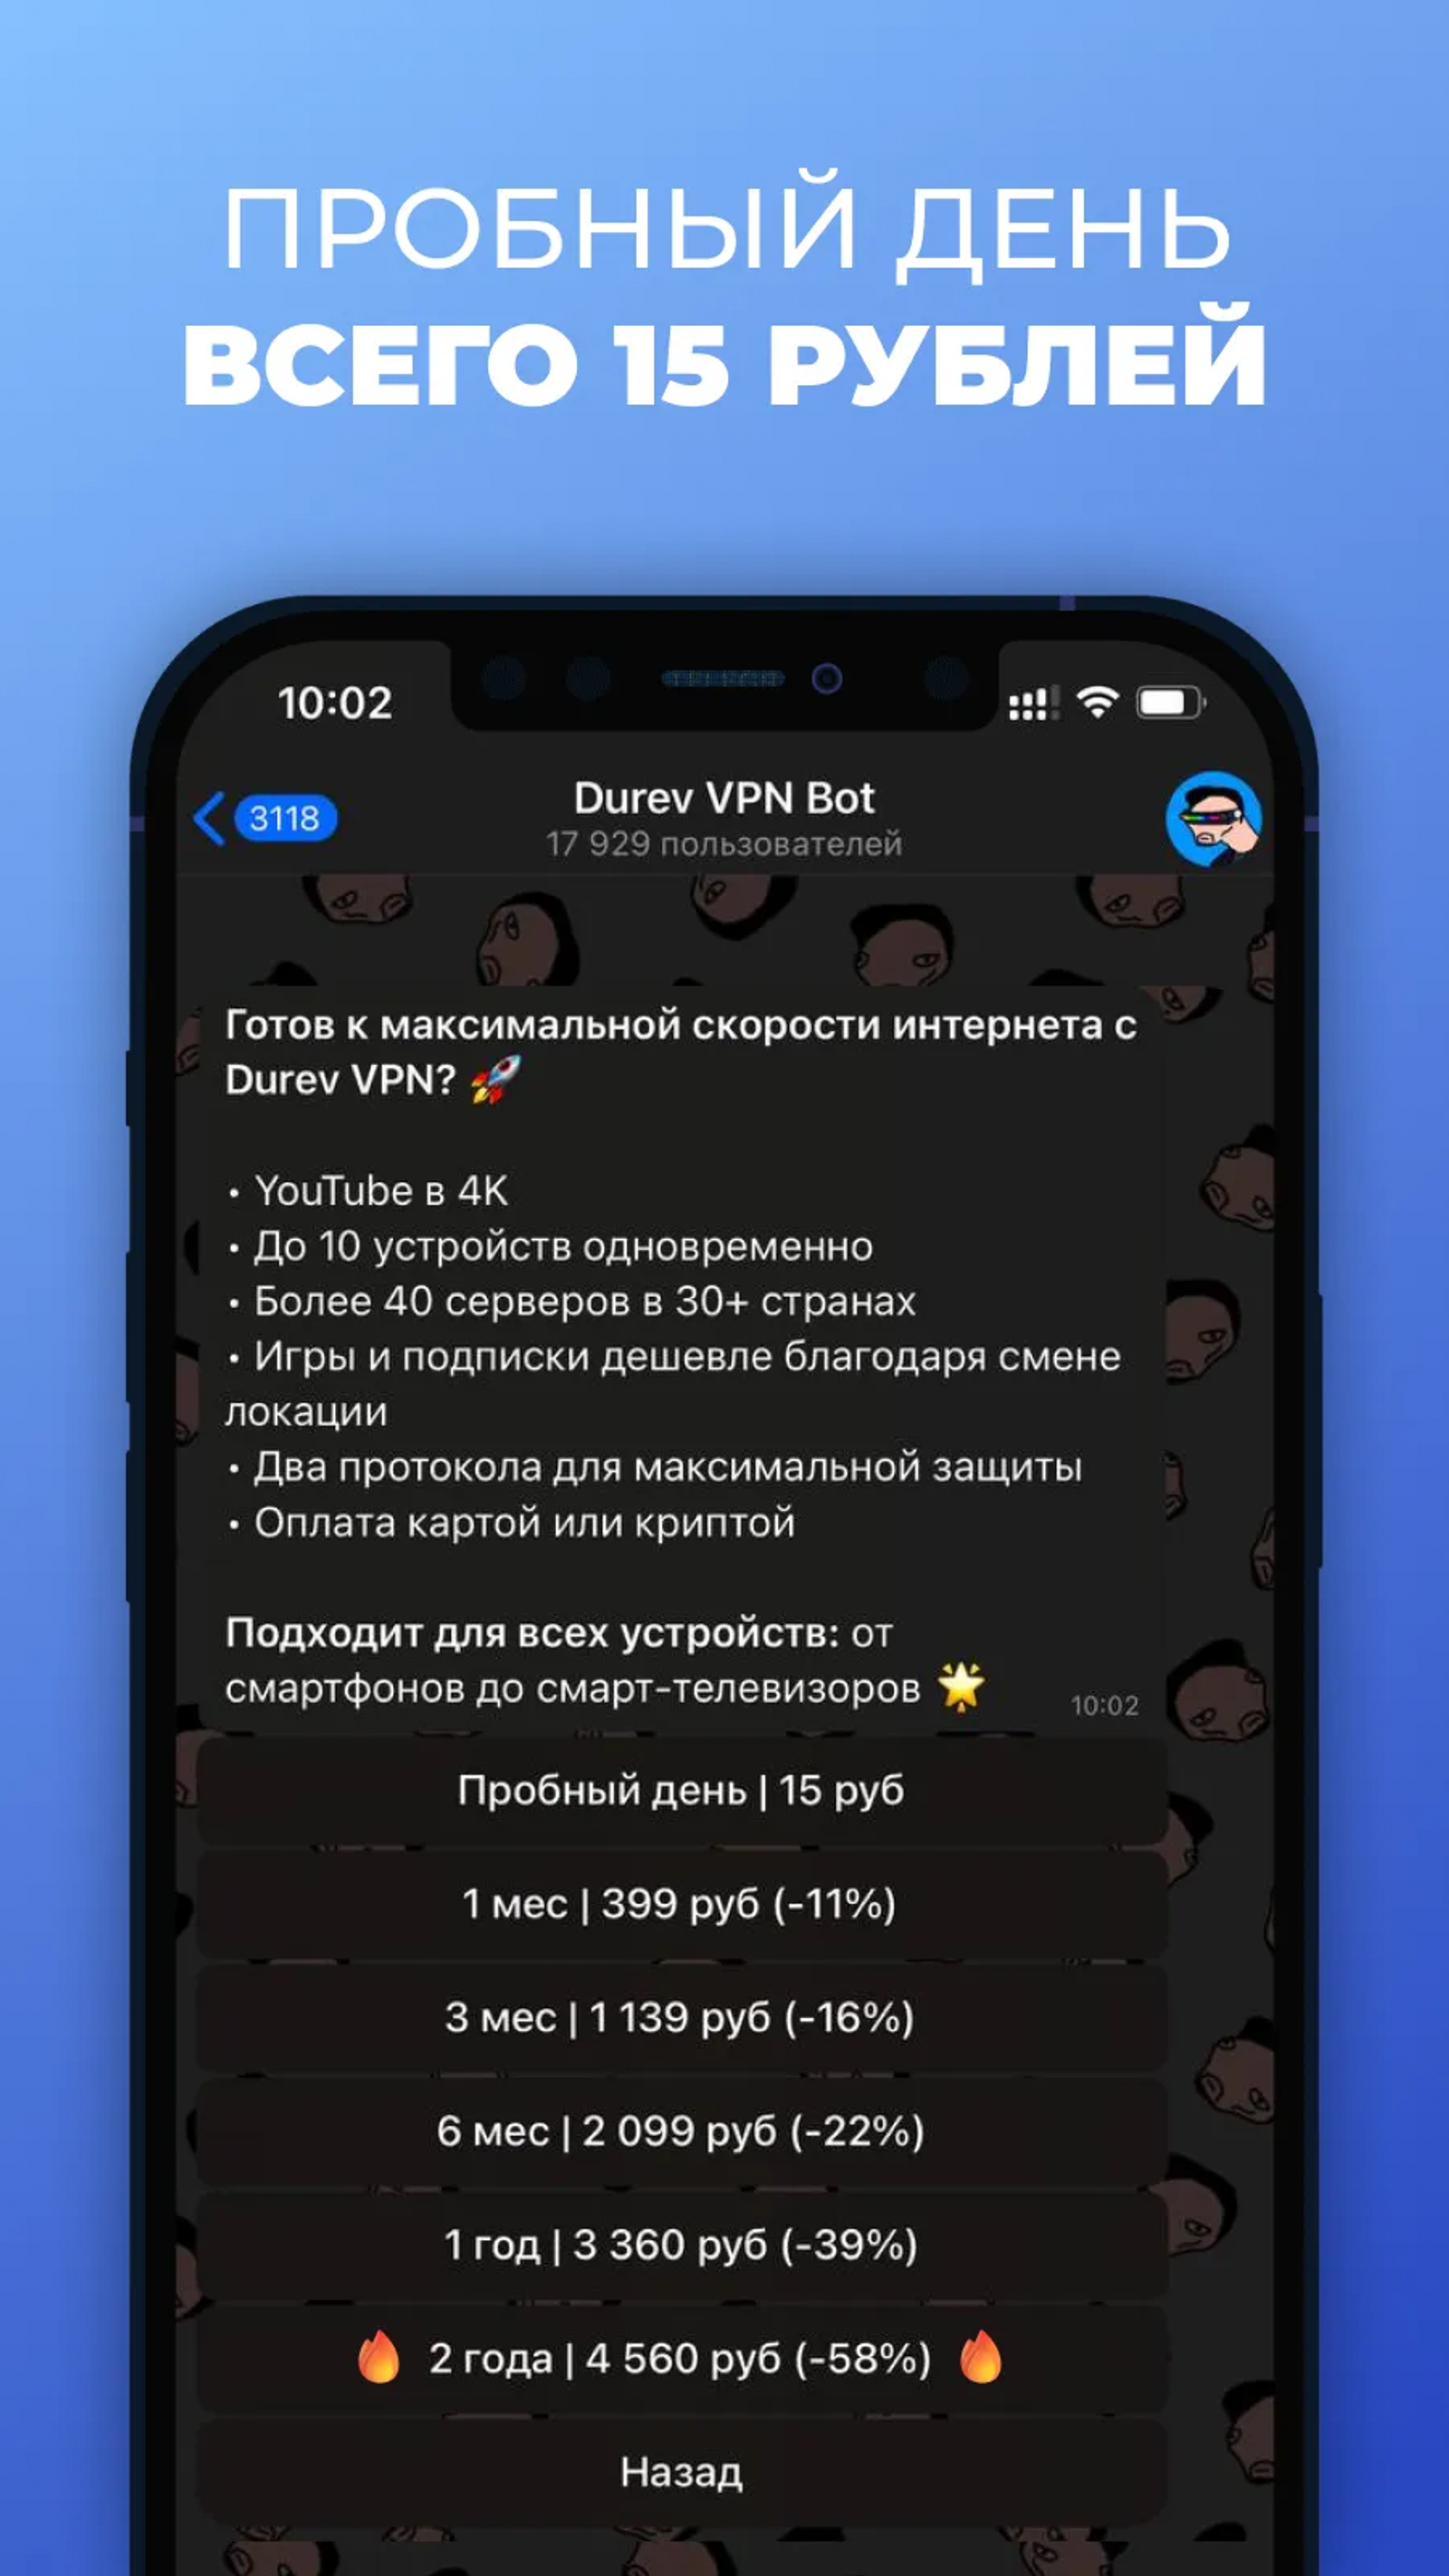 ПРОБНЫЙ ДЕНЬ
ВСЕГО 15 РУБЛЕЙ
10:02
3118
Durev VPN Bot
17 929 пользователей
Готов к максимальной скорости интернета с
Durev VPN? 🚀
• YouTube в 4K
• До 10 устройств одновременно
• Более 40 серверов в 30+ странах
• Игры и подписки дешевле благодаря смене
локации
• Два протокола для максимальной защиты
• Оплата картой или криптой
Подходит для всех устройств: от
смартфонов до смарт-телевизоров 🌟
10:02
Пробный день | 15 руб
1 мес | 399 руб (-11%)
3 мес | 1 139 руб (-16%)
6 мес | 2 099 руб (-22%)
1 год | 3 360 руб (-39%)
🔥 2 года | 4 560 руб (-58%) 🔥
Назад